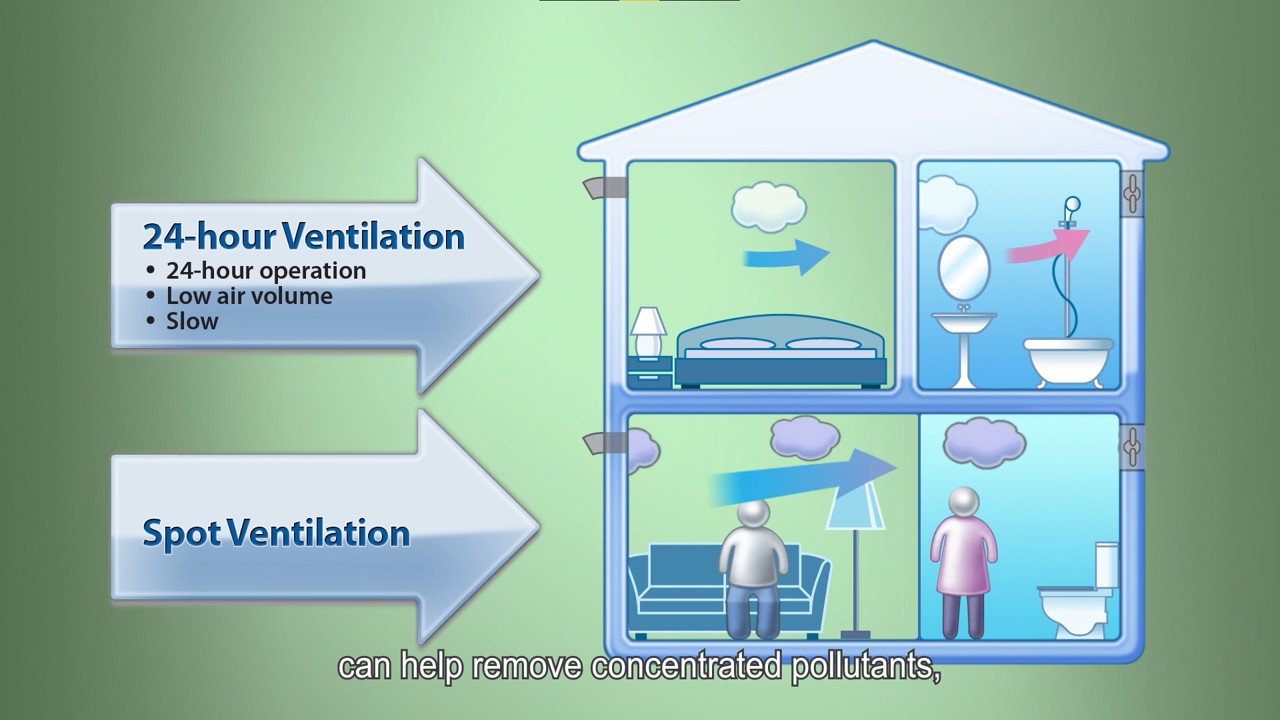 24-hour Ventilation
• 24-hour operation
• Low air volume
• Slow
Spot Ventilation
can help remove concentrated pollutants,